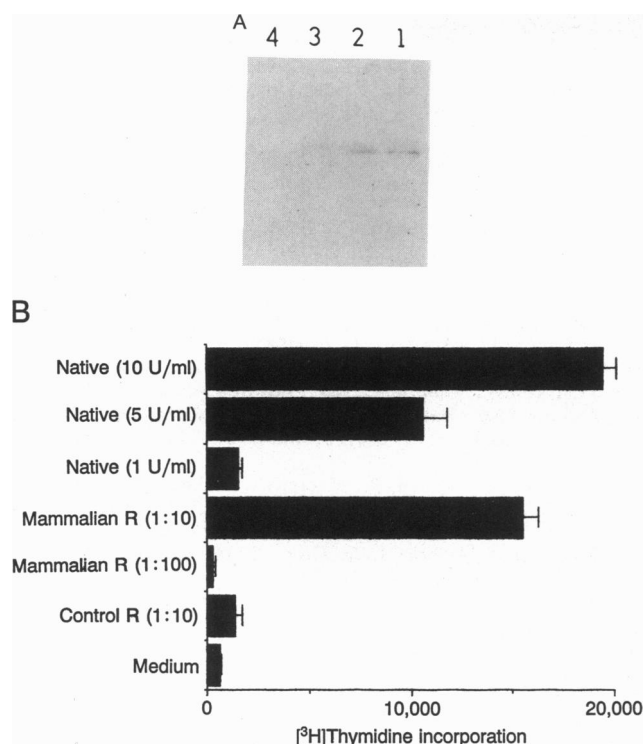 A
4 3 2 1
B
Native (10 U/ml)
Native (5 U/ml)
Native (1 U/ml)
Mammalian R (1:10)
Mammalian R (1:100)
Control R (1:10)
Medium
0 10,000 20,000
[³H]Thymidine incorporation